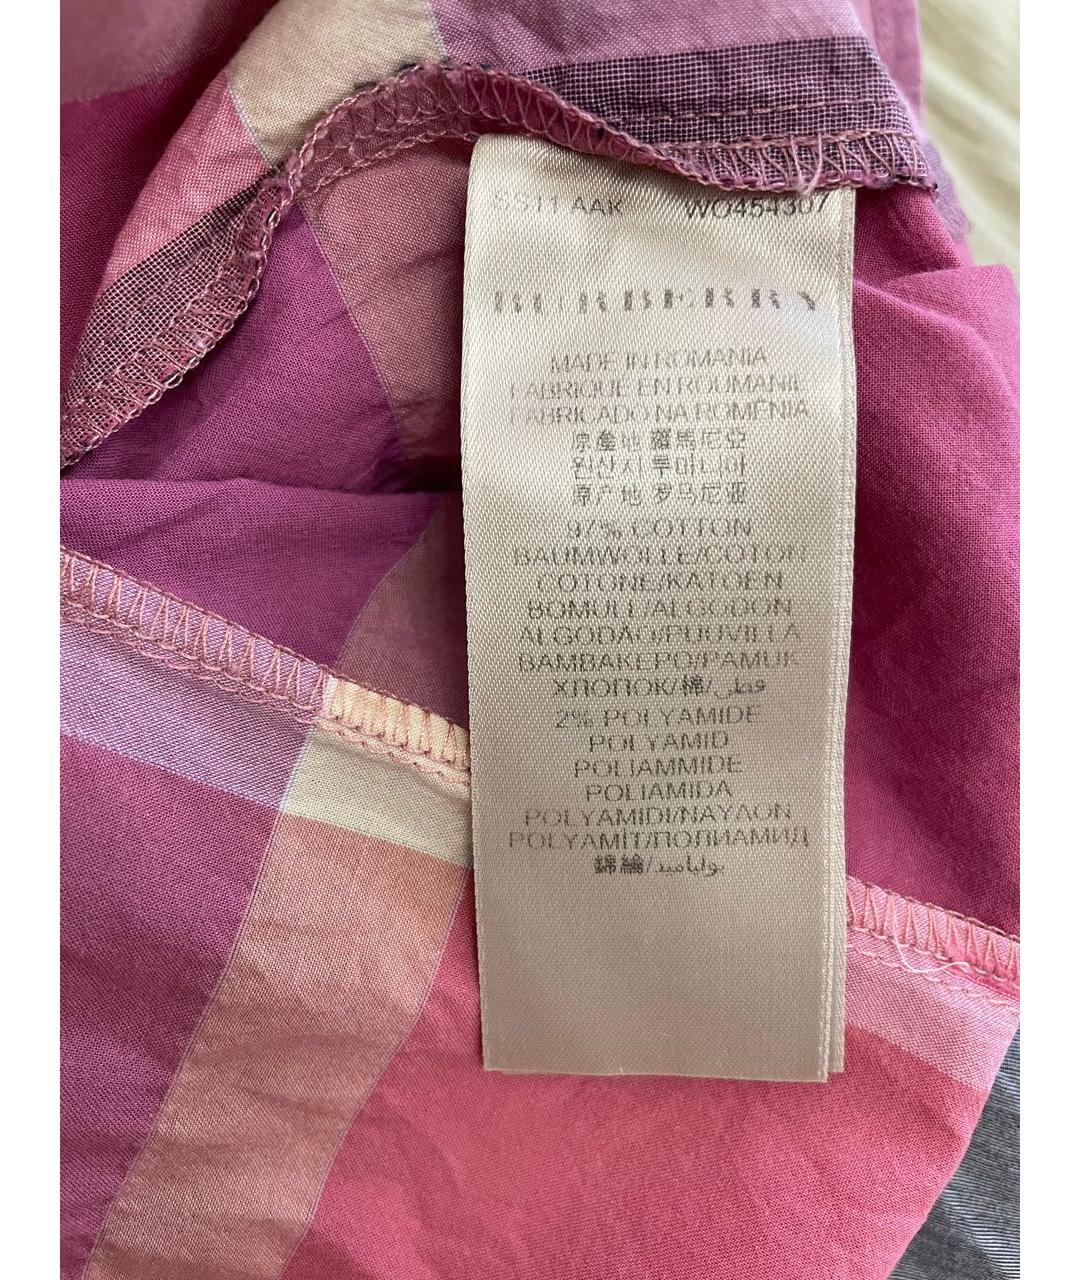 SS11 AAK WO454307
BURBERRY
MADE IN ROMANIA
FABRIQUE EN ROUMANIE
FABRICADO NA ROMÊNIA
原產地 羅馬尼亞
원산지 루마니아
原产地 罗马尼亚
97% COTTON
BAUMWOLLE/COTON
COTONE/KATOEN
BOMULL/ALGODON
ALGODÃO/PUUVILLA
BAMBAKEPO/PAMUK
ХЛОПОК/棉/قطن
2% POLYAMIDE
POLYAMID
POLIAMMIDE
POLIAMIDA
POLYAMIDI/ΝΑΥΛΟΝ
POLYAMİT/ПОЛИАМИД
錦綸/بولياميد